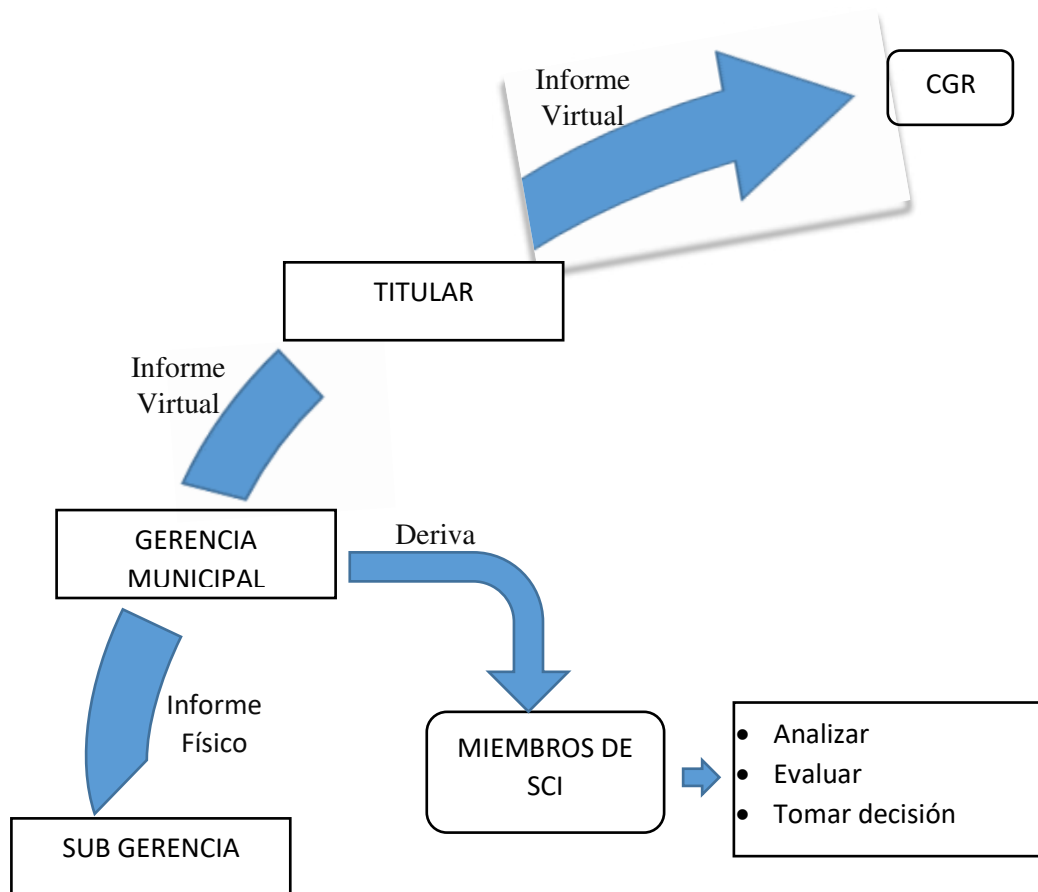 Informe
Virtual
CGR
TITULAR
Informe
Virtual
GERENCIA
MUNICIPAL
Deriva
Informe
Físico
MIEMBROS DE
SCI
• Analizar
• Evaluar
• Tomar decisión
SUB GERENCIA